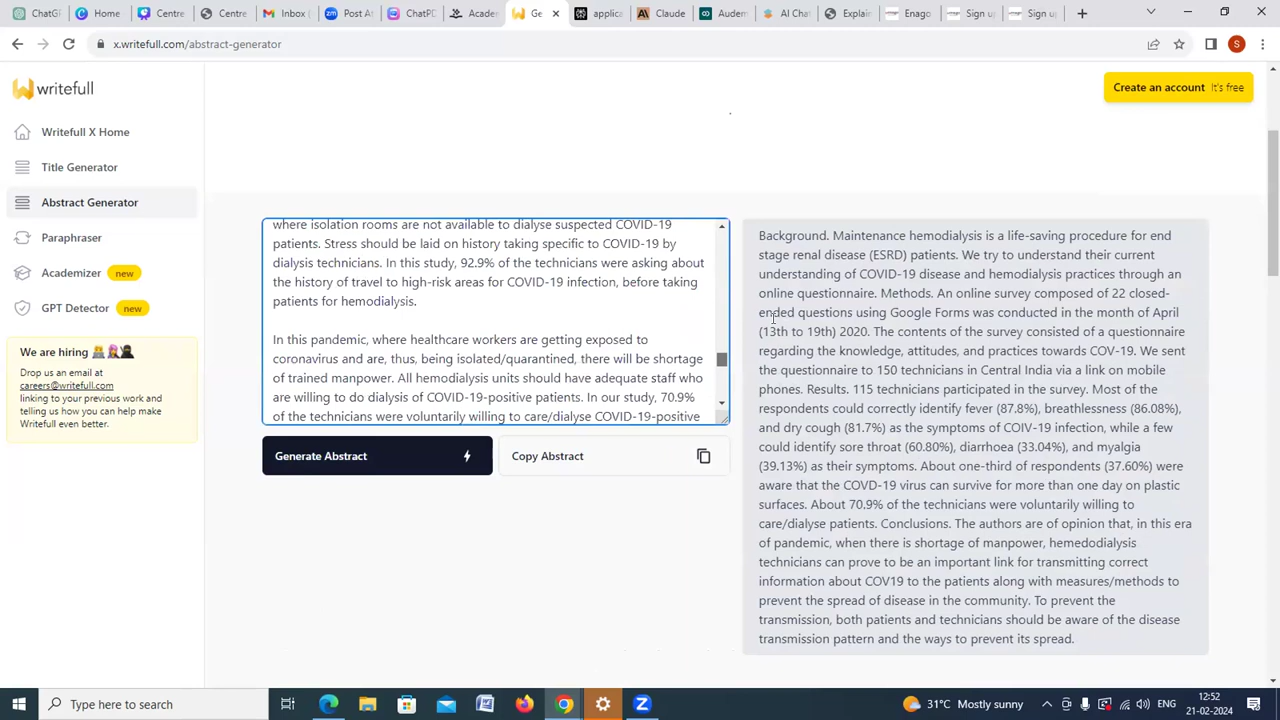 ChatG
Home
Centre
Centre
Inbox (
Post At
ChatPD
Acade
Ge
applica
Claude
Audem
AI Chat
Explain
Enago
Sign u
Sign up
x.writefull.com/abstract-generator
S
writefull
Create an account It's free
Writefull X Home
Title Generator
Abstract Generator
Paraphraser
Academizer new
GPT Detector new
We are hiring
Drop us an email at
careers@writefull.com
linking to your previous work and
telling us how you can help make
Writefull even better.
where isolation rooms are not available to dialyse suspected COVID-19
patients. Stress should be laid on history taking specific to COVID-19 by
dialysis technicians. In this study, 92.9% of the technicians were asking about
the history of travel to high-risk areas for COVID-19 infection, before taking
patients for hemodialysis.
In this pandemic, where healthcare workers are getting exposed to
coronavirus and are, thus, being isolated/quarantined, there will be shortage
of trained manpower. All hemodialysis units should have adequate staff who
are willing to do dialysis of COVID-19-positive patients. In our study, 70.9%
of the technicians were voluntarily willing to care/dialyse COVID-19-positive
Generate Abstract
Copy Abstract
Background. Maintenance hemodialysis is a life-saving procedure for end
stage renal disease (ESRD) patients. We try to understand their current
understanding of COVID-19 disease and hemodialysis practices through an
online questionnaire. Methods. An online survey composed of 22 closed-
ended questions using Google Forms was conducted in the month of April
(13th to 19th) 2020. The contents of the survey consisted of a questionnaire
regarding the knowledge, attitudes, and practices towards COV-19. We sent
the questionnaire to 150 technicians in Central India via a link on mobile
phones. Results. 115 technicians participated in the survey. Most of the
respondents could correctly identify fever (87.8%), breathlessness (86.08%),
and dry cough (81.7%) as the symptoms of COIV-19 infection, while a few
could identify sore throat (60.80%), diarrhoea (33.04%), and myalgia
(39.13%) as their symptoms. About one-third of respondents (37.60%) were
aware that the COVD-19 virus can survive for more than one day on plastic
surfaces. About 70.9% of the technicians were voluntarily willing to
care/dialyse patients. Conclusions. The authors are of opinion that, in this era
of pandemic, when there is shortage of manpower, hemedodialysis
technicians can prove to be an important link for transmitting correct
information about COV19 to the patients along with measures/methods to
prevent the spread of disease in the community. To prevent the
transmission, both patients and technicians should be aware of the disease
transmission pattern and the ways to prevent its spread.
Type here to search
31°C Mostly sunny
ENG
12:52
21-02-2024